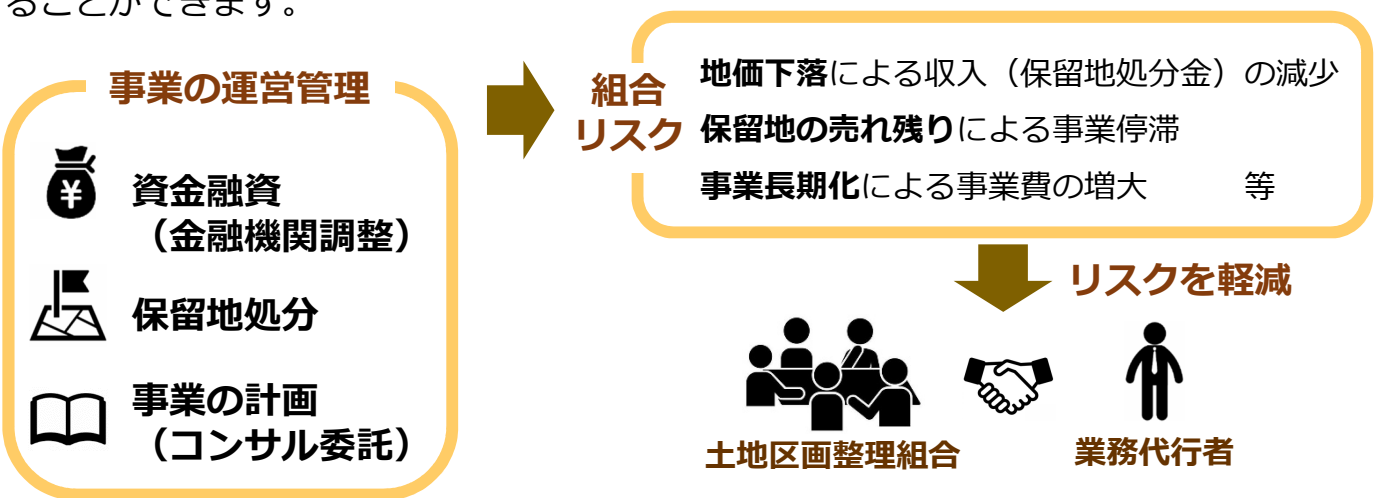 ることができます。
事業の運営管理
¥
資金融資
（金融機関調整）
保留地処分
事業の計画
（コンサル委託）
組合
リスク
地価下落による収入（保留地処分金）の減少
保留地の売れ残りによる事業停滞
事業長期化による事業費の増大　　　等
リスクを軽減
土地区画整理組合
業務代行者